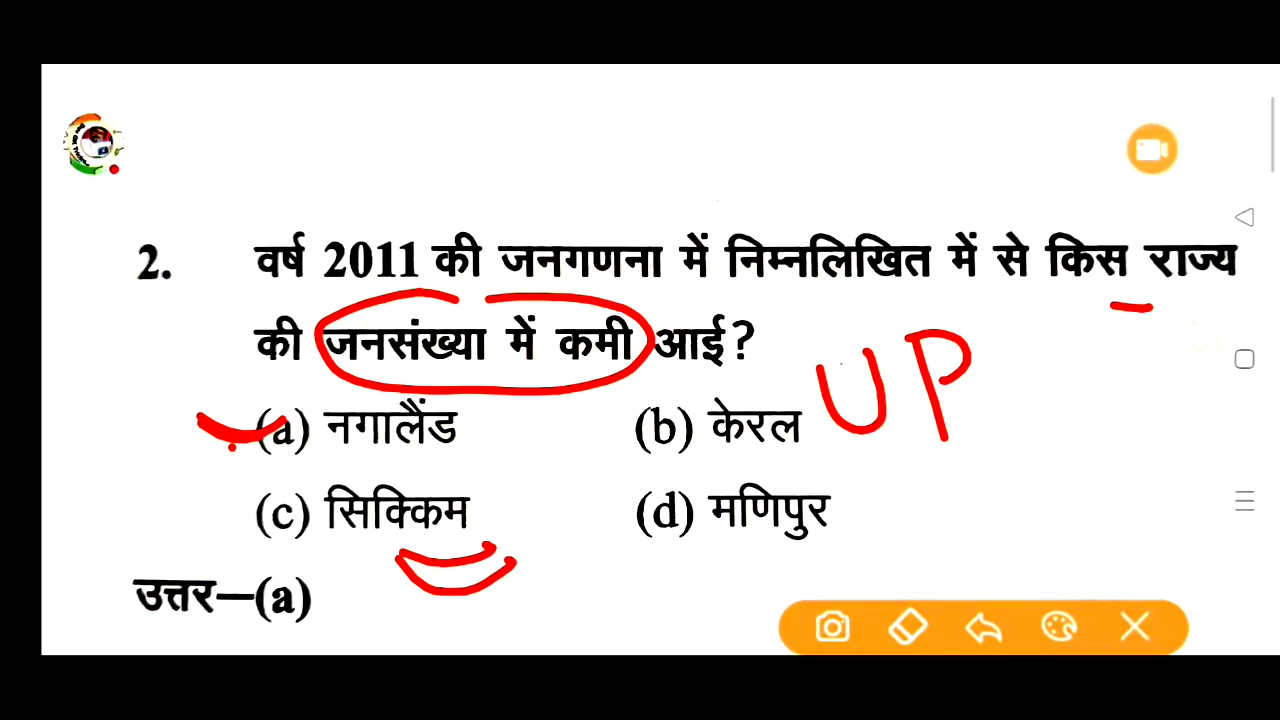 2. वर्ष 2011 की जनगणना में निम्नलिखित में से किस राज्य
की जनसंख्या में कमी आई?
UP
(a) नगालैंड (b) केरल
(c) सिक्किम (d) मणिपुर
उत्तर–(a)